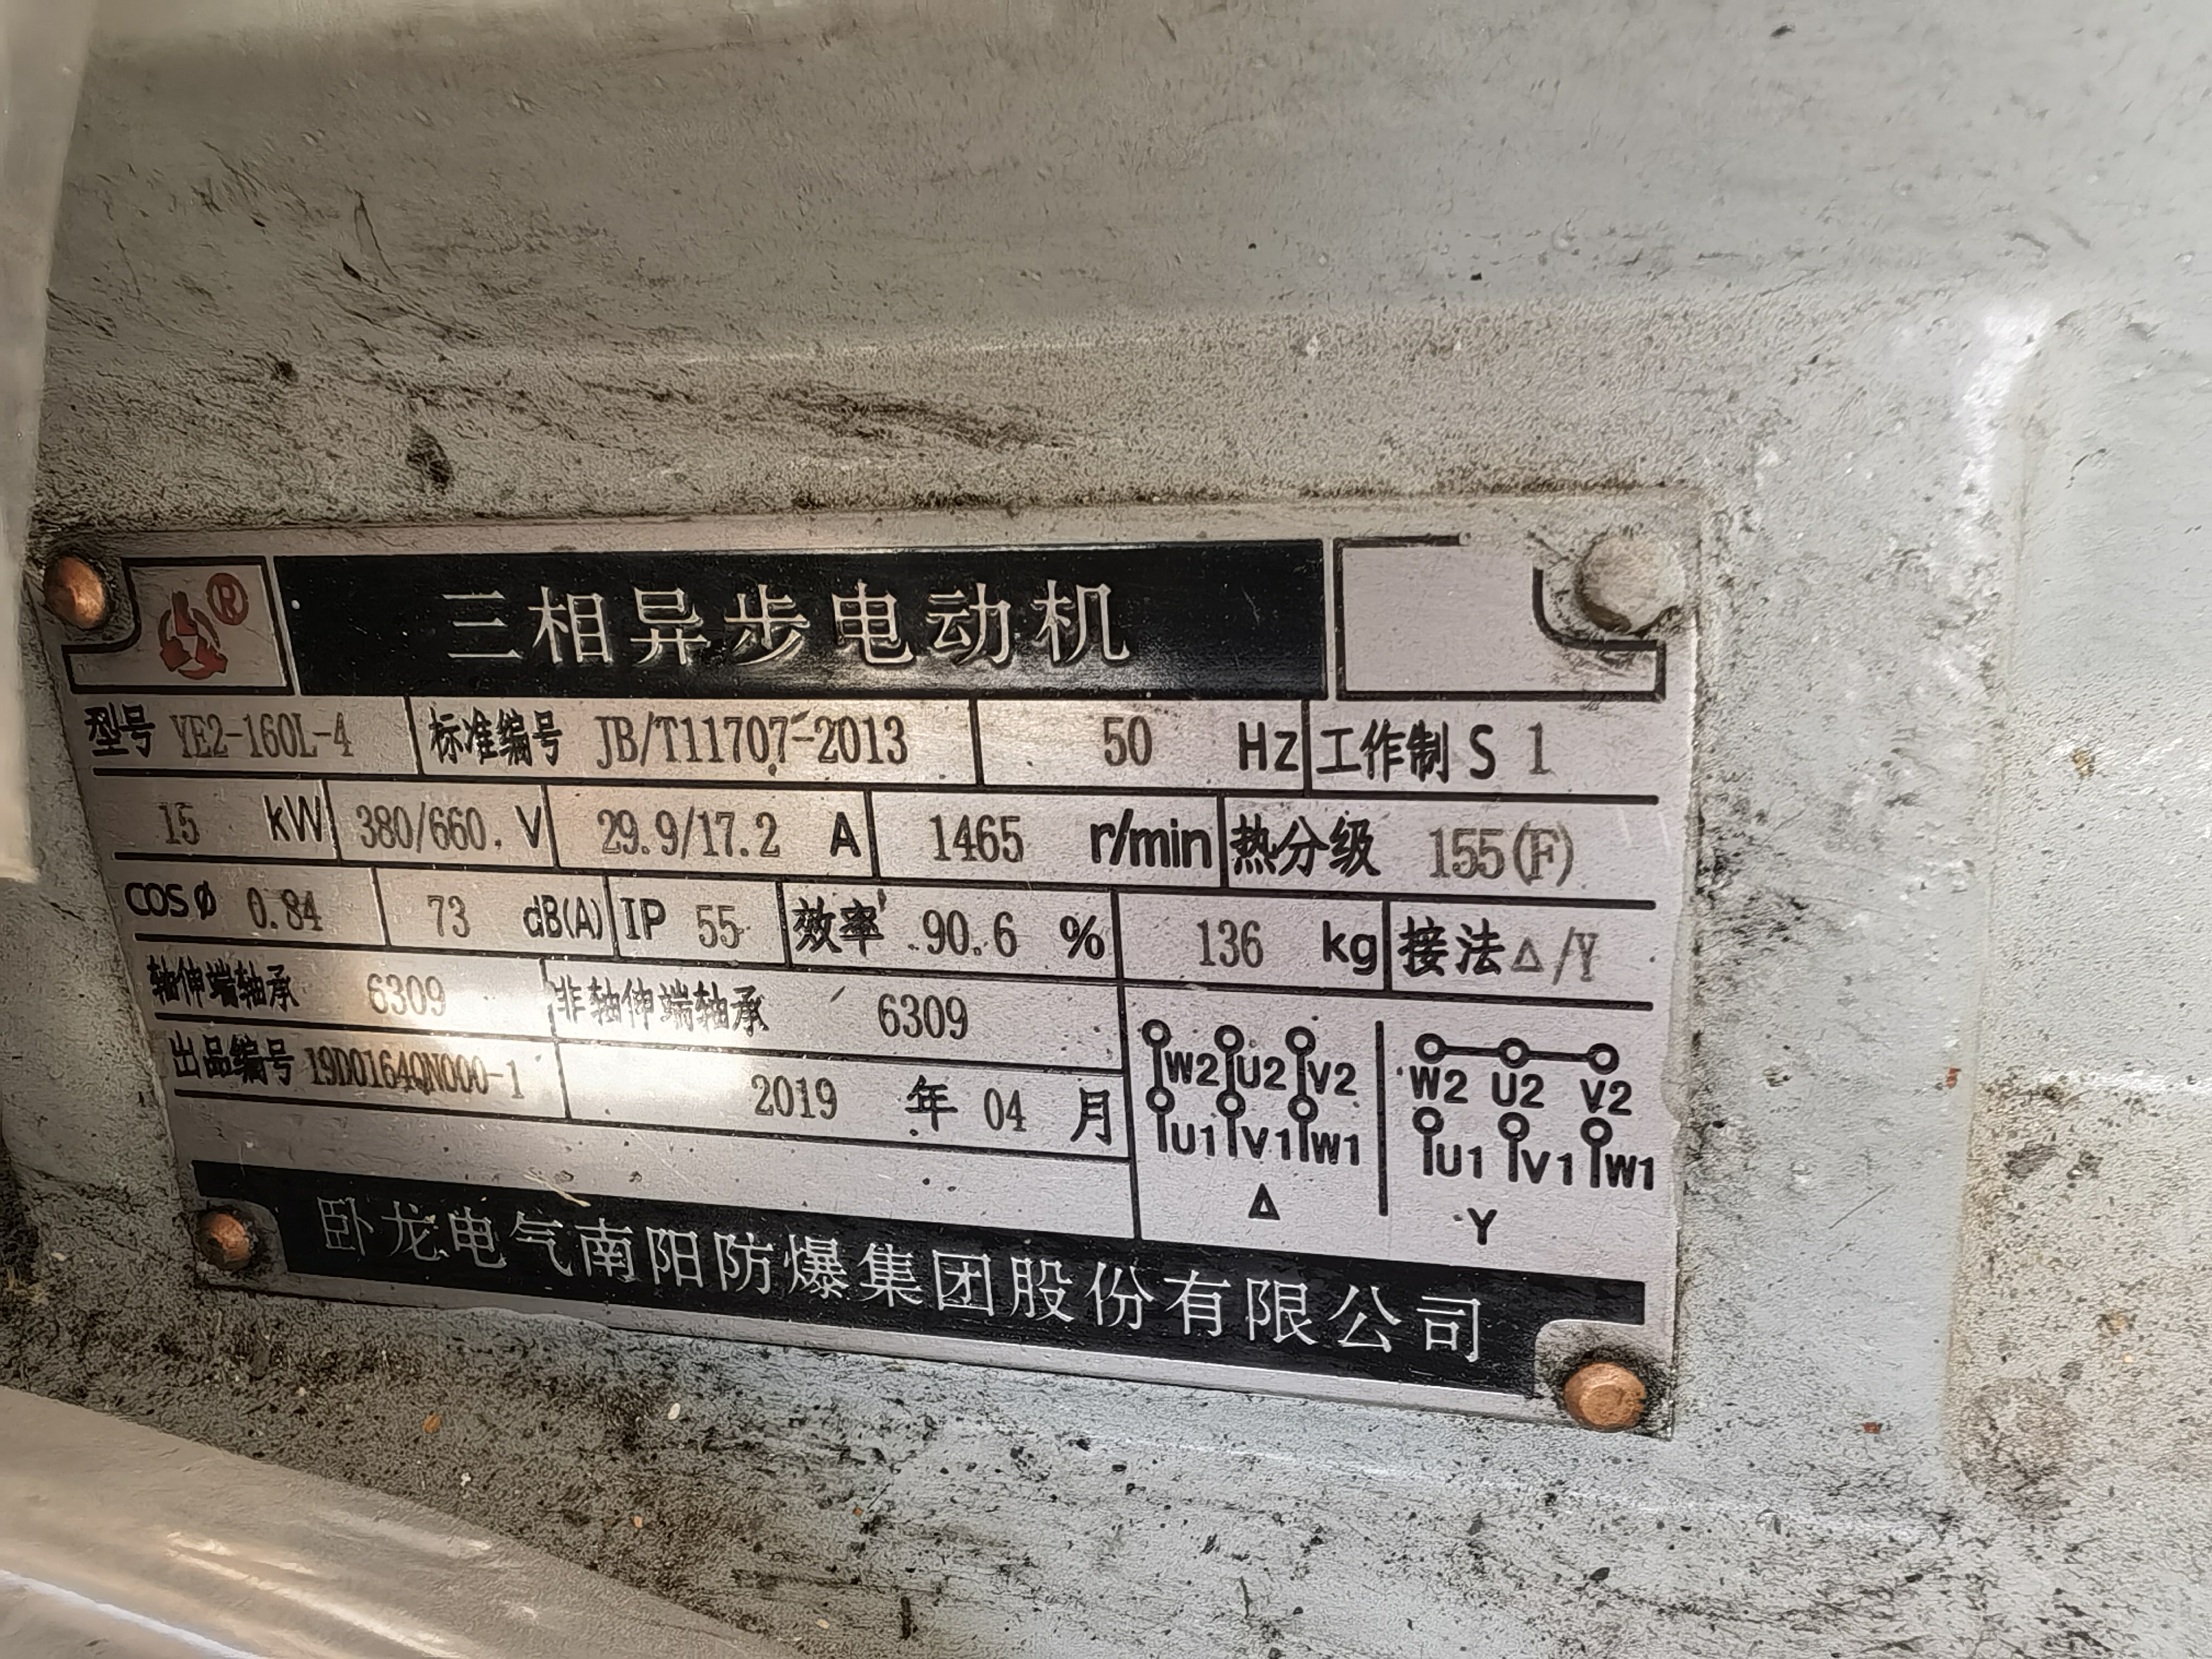 ®
三相异步电动机
型号 YE2-160L-4 标准编号 JB/T11707-2013 50 Hz 工作制 S 1
15 kW 380/660. V 29.9/17.2 A 1465 r/min 热分级 155(F)
COSφ 0.84 73 dB(A) IP 55 效率 90.6 % 136 kg 接法△/Y
轴伸端轴承 6309 非轴伸端轴承 6309
出品编号 19D0164QN000-1 2019 年 04 月
W2 U2 V2 W2 U2 V2
U1 V1 W1 U1 V1 W1
△ Y
卧龙电气南阳防爆集团股份有限公司